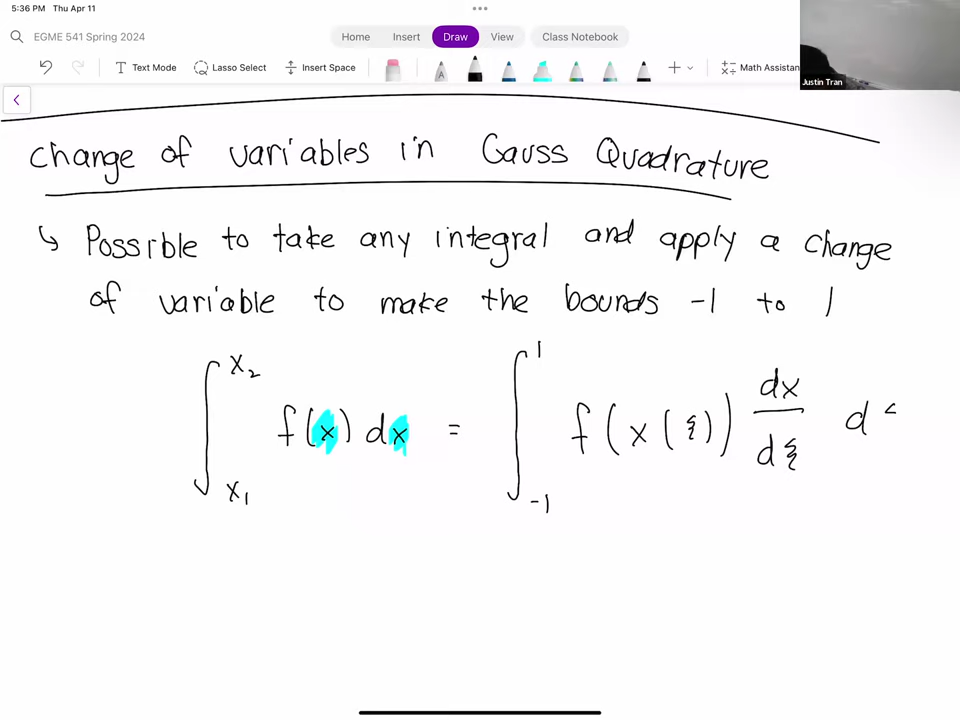 5:36 PM Thu Apr 11
EGME 541 Spring 2024
Home Insert Draw View Class Notebook
Text Mode Lasso Select Insert Space Math Assistan
Justin Tran
Change of variables in Gauss Quadrature
↳ Possible to take any integral and apply a change
of variable to make the bounds -1 to 1
∫_{x₁}^{x₂} f(x) dx = ∫_{-1}^{1} f(x(ξ)) dx/dξ d